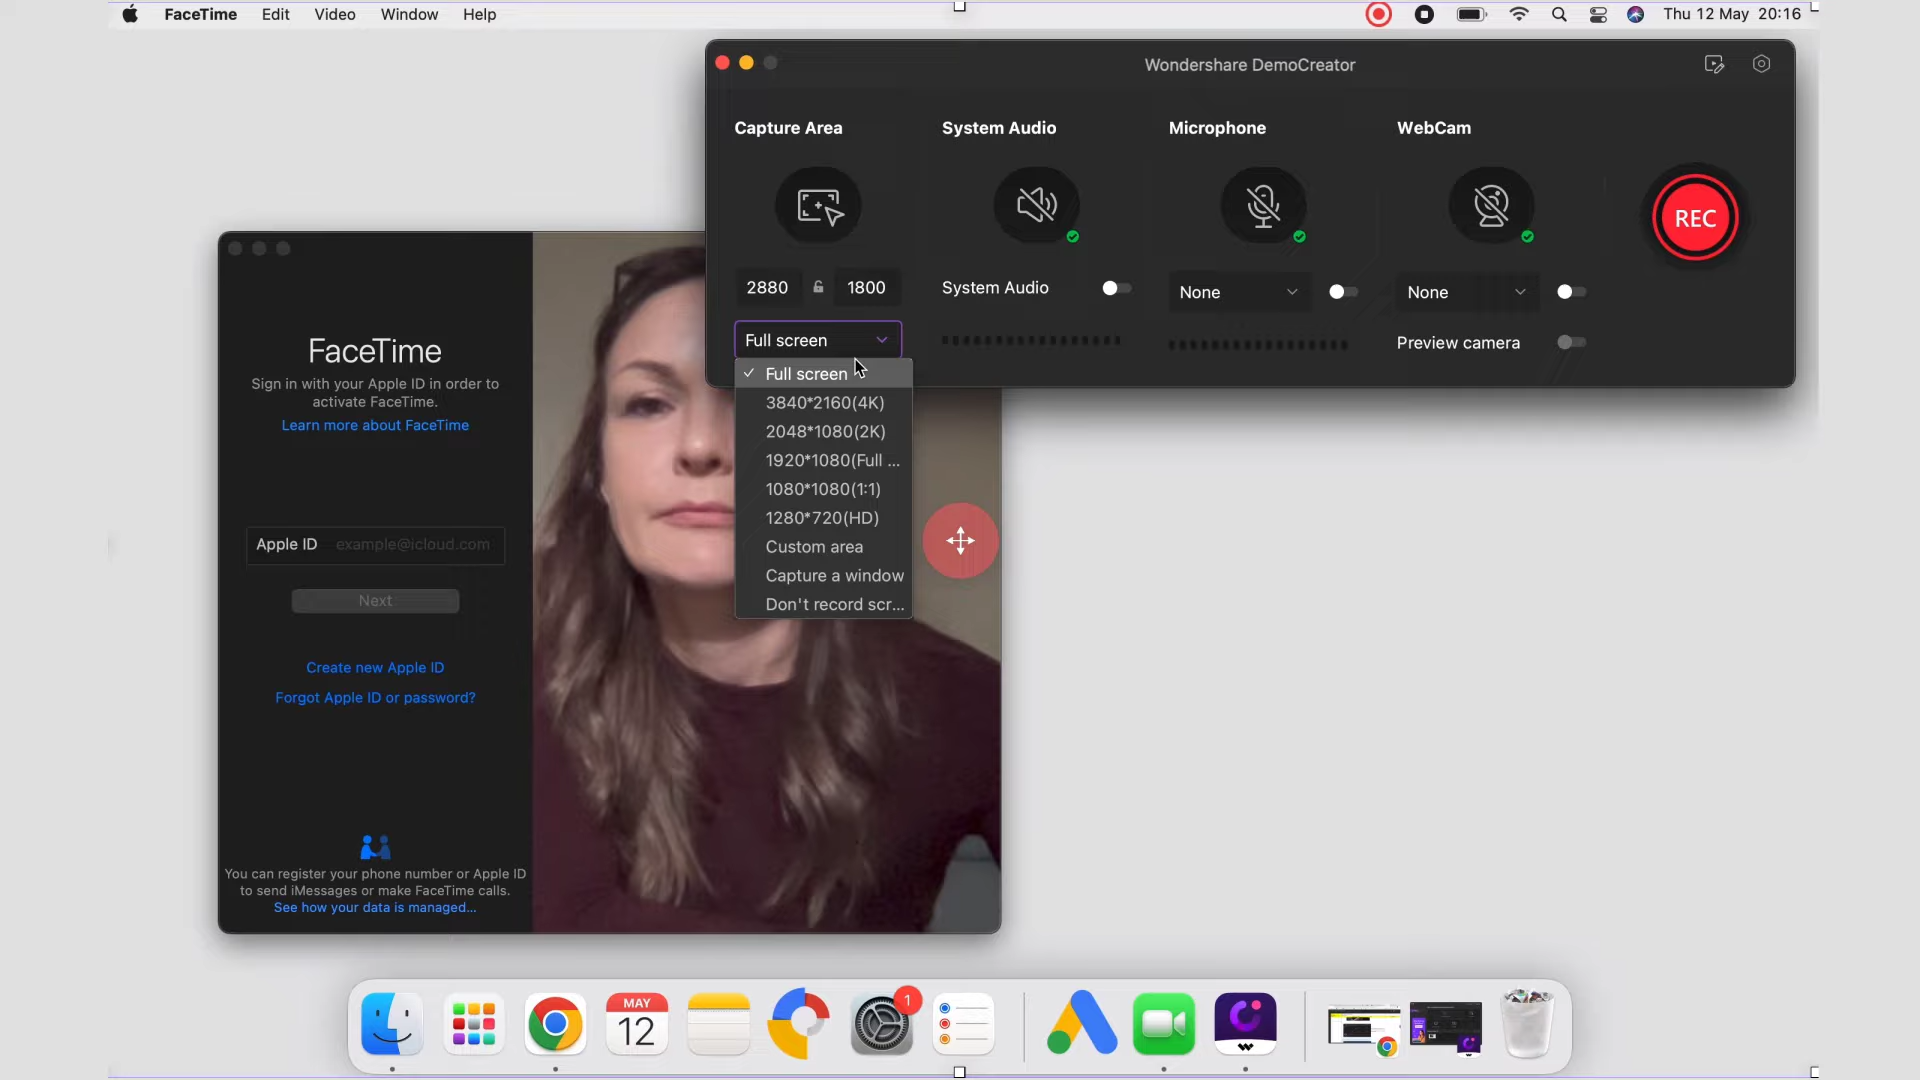 FaceTime Edit Video Window Help
Thu 12 May 20:16
Wondershare DemoCreator
Capture Area
System Audio
Microphone
WebCam
REC
2880
1800
System Audio
None
None
Full screen
Preview camera
Full screen
3840*2160(4K)
2048*1080(2K)
1920*1080(Full ...
1080*1080(1:1)
1280*720(HD)
Custom area
Capture a window
Don't record scr...
FaceTime
Sign in with your Apple ID in order to
activate FaceTime.
Learn more about FaceTime
Apple ID example@icloud.com
Next
Create new Apple ID
Forgot Apple ID or password?
You can register your phone number or Apple ID
to send iMessages or make FaceTime calls.
See how your data is managed...
MAY
12
1